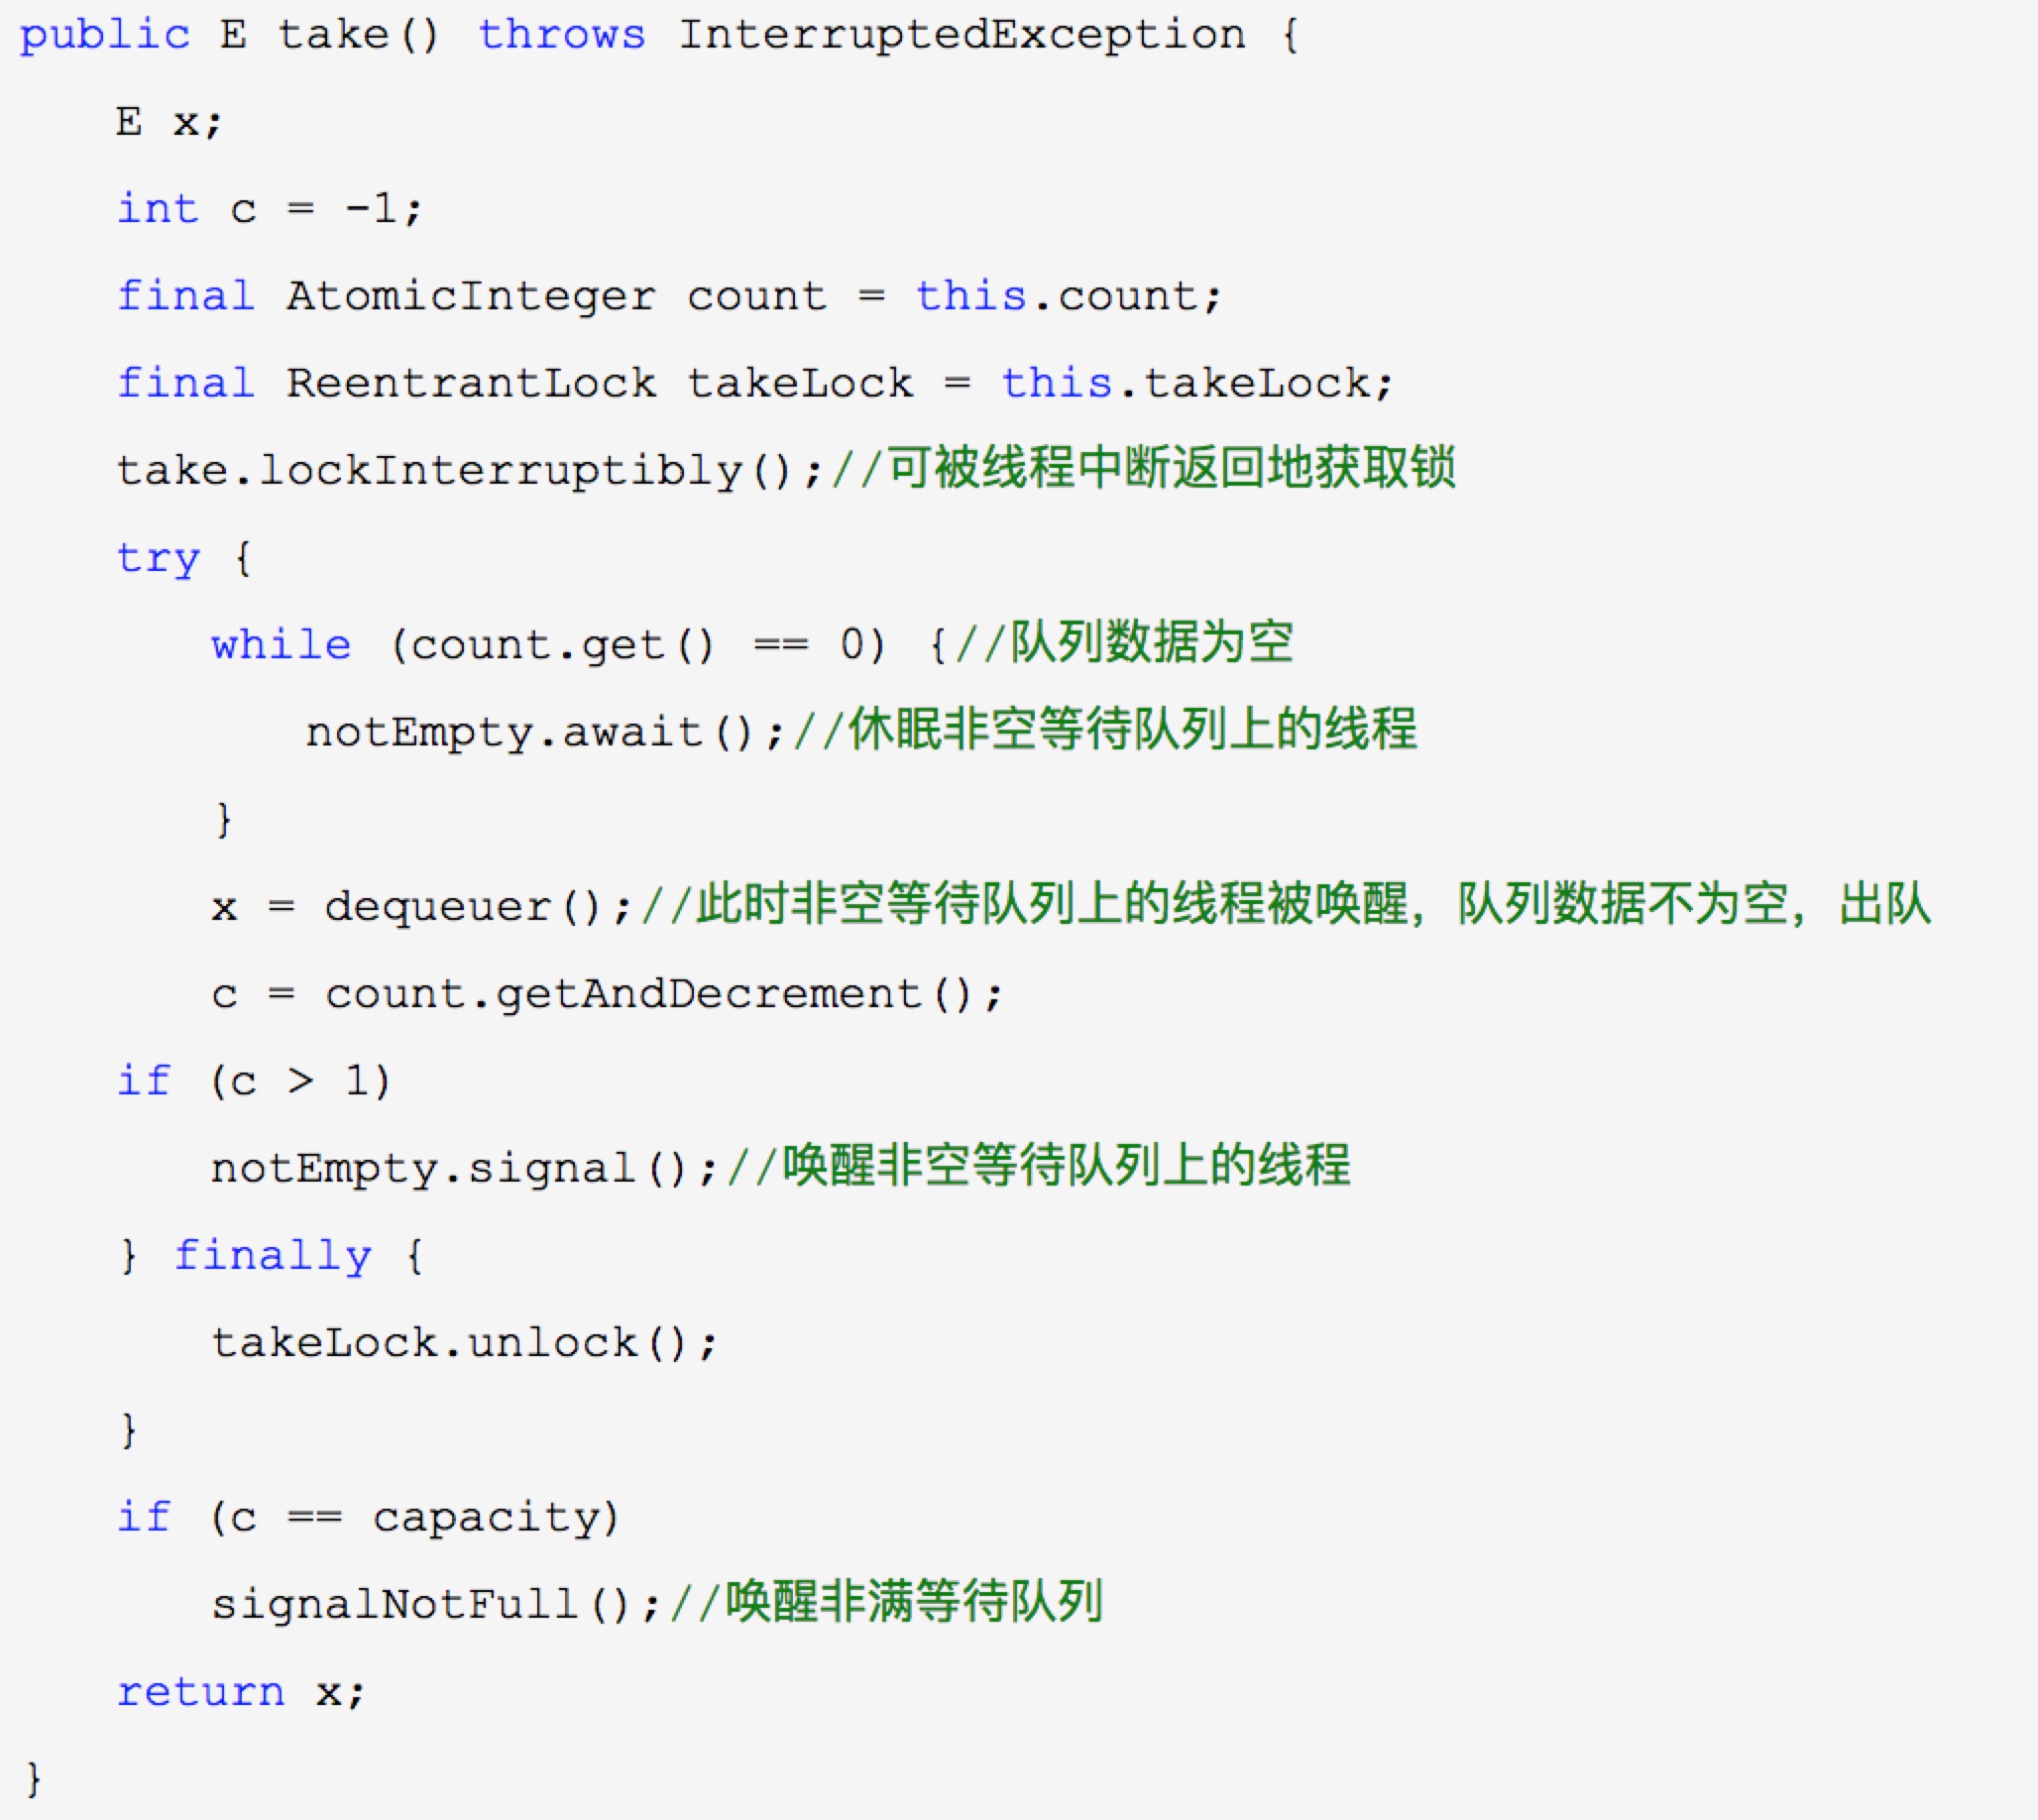 public E take() throws InterruptedException {
E x;
int c = -1;
final AtomicInteger count = this.count;
final ReentrantLock takeLock = this.takeLock;
take.lockInterruptibly();//可被线程中断返回地获取锁
try {
while (count.get() == 0) {//队列数据为空
notEmpty.await();//休眠非空等待队列上的线程
}
x = dequeuer();//此时非空等待队列上的线程被唤醒，队列数据不为空，出队
c = count.getAndDecrement();
if (c > 1)
notEmpty.signal();//唤醒非空等待队列上的线程
} finally {
takeLock.unlock();
}
if (c == capacity)
signalNotFull();//唤醒非满等待队列
return x;
}